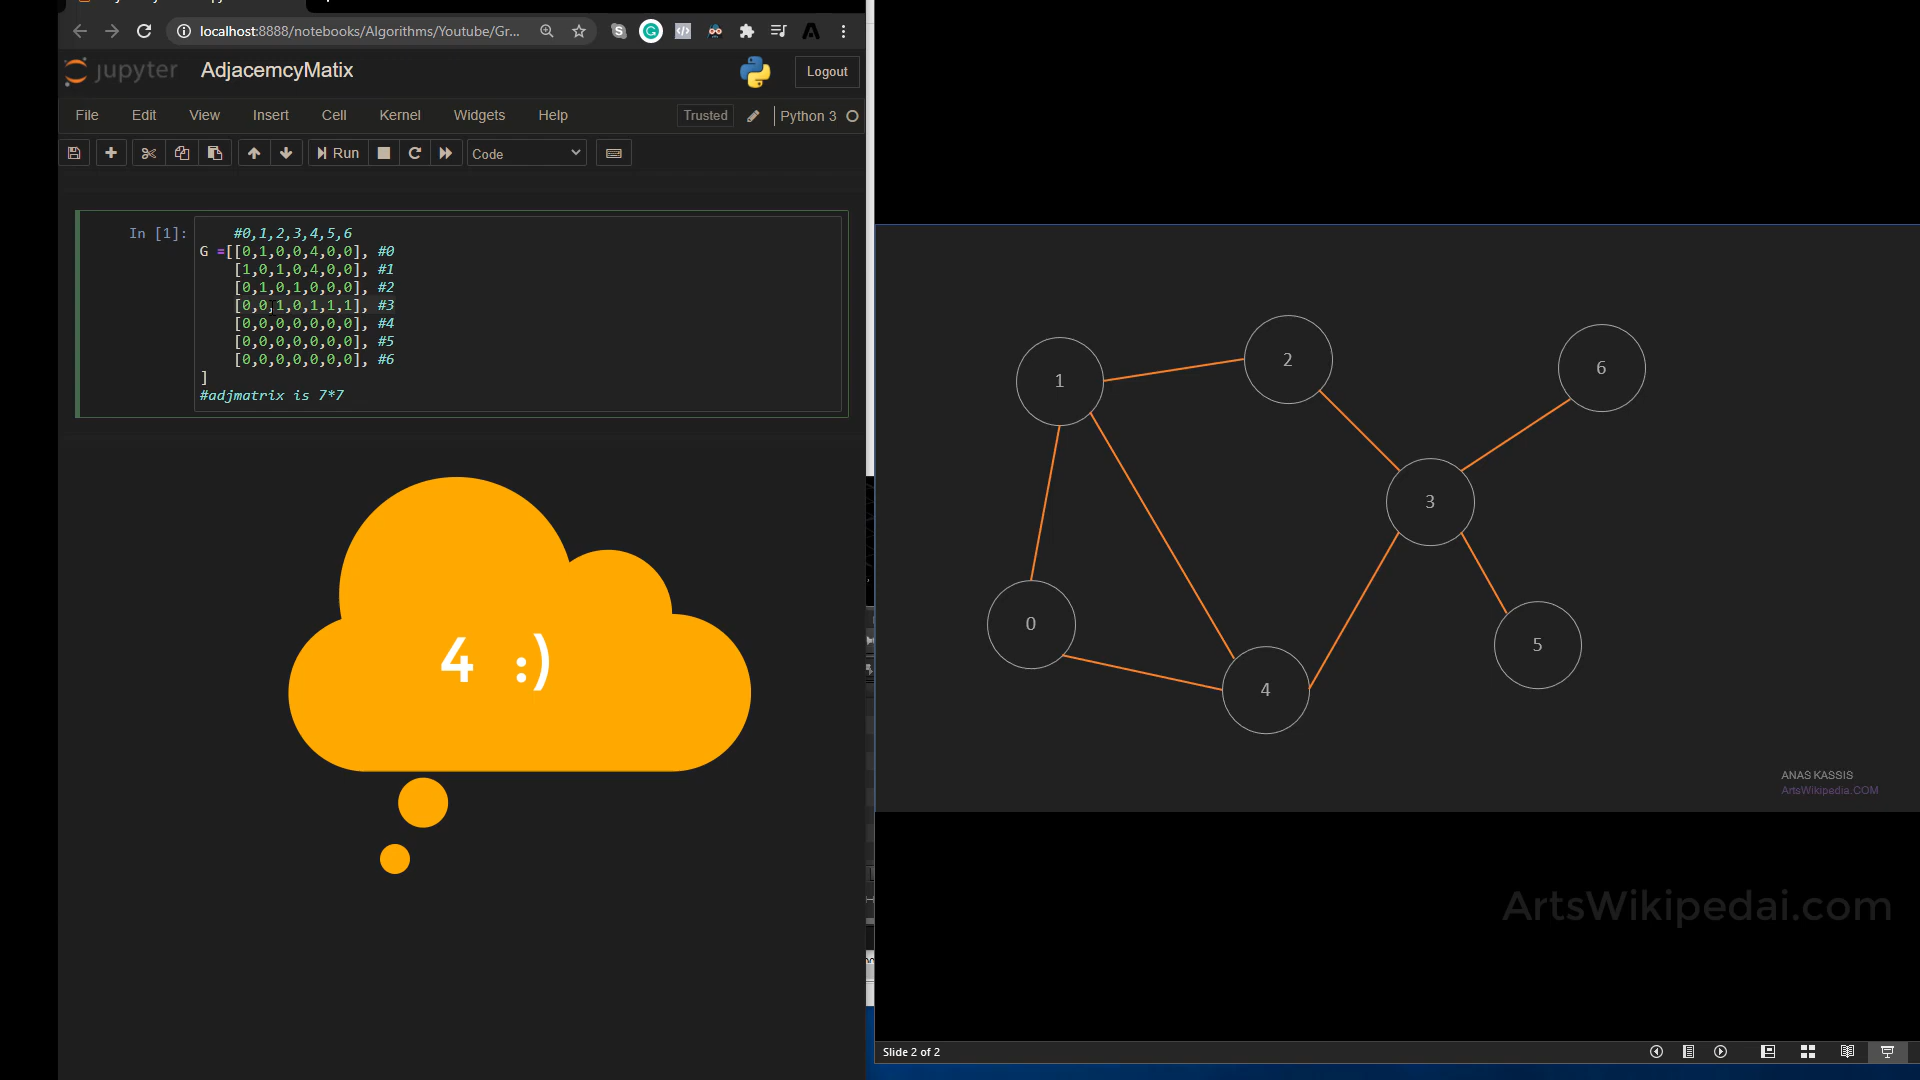 localhost:8888/notebooks/Algorithms/Youtube/Gr...
jupyter AdjacemcyMatix
Logout
File Edit View Insert Cell Kernel Widgets Help
Trusted Python 3
Run Code
In [1]:
#0,1,2,3,4,5,6
G =[[0,1,0,0,4,0,0], #0
[1,0,1,0,4,0,0], #1
[0,1,0,1,0,0,0], #2
[0,0,1,0,1,1,1], #3
[0,0,0,0,0,0,0], #4
[0,0,0,0,0,0,0], #5
[0,0,0,0,0,0,0], #6
]
#adjmatrix is 7*7
4 :)
1
2
6
3
0
5
4
ANAS KASSIS
ArtsWikipedia.COM
ArtsWikipedai.com
Slide 2 of 2